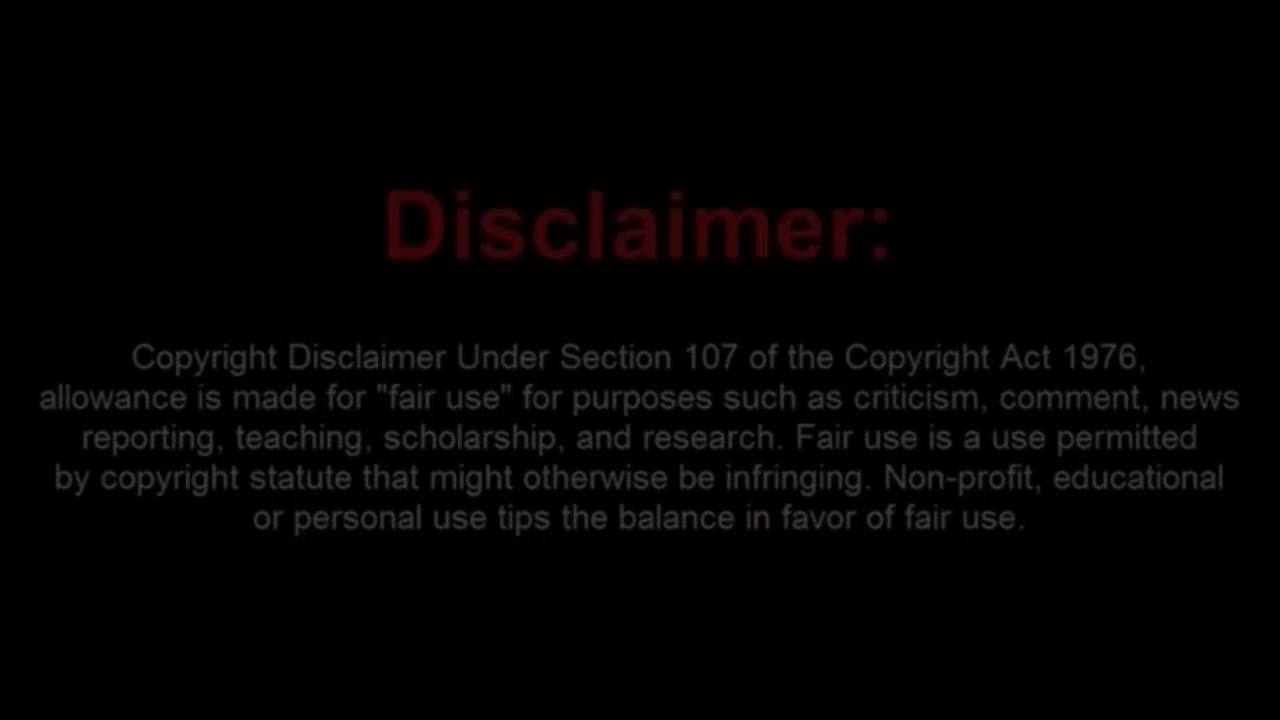 Disclaimer:
Copyright Disclaimer Under Section 107 of the Copyright Act 1976,
allowance is made for "fair use" for purposes such as criticism, comment, news
reporting, teaching, scholarship, and research. Fair use is a use permitted
by copyright statute that might otherwise be infringing. Non-profit, educational
or personal use tips the balance in favor of fair use.